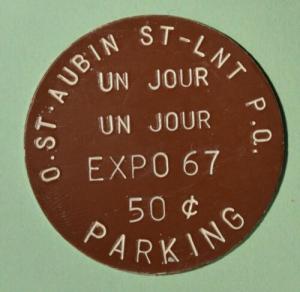 O. ST AUBIN ST-LNT P.Q.
UN JOUR
UN JOUR
EXPO 67
50 ¢
PARKING